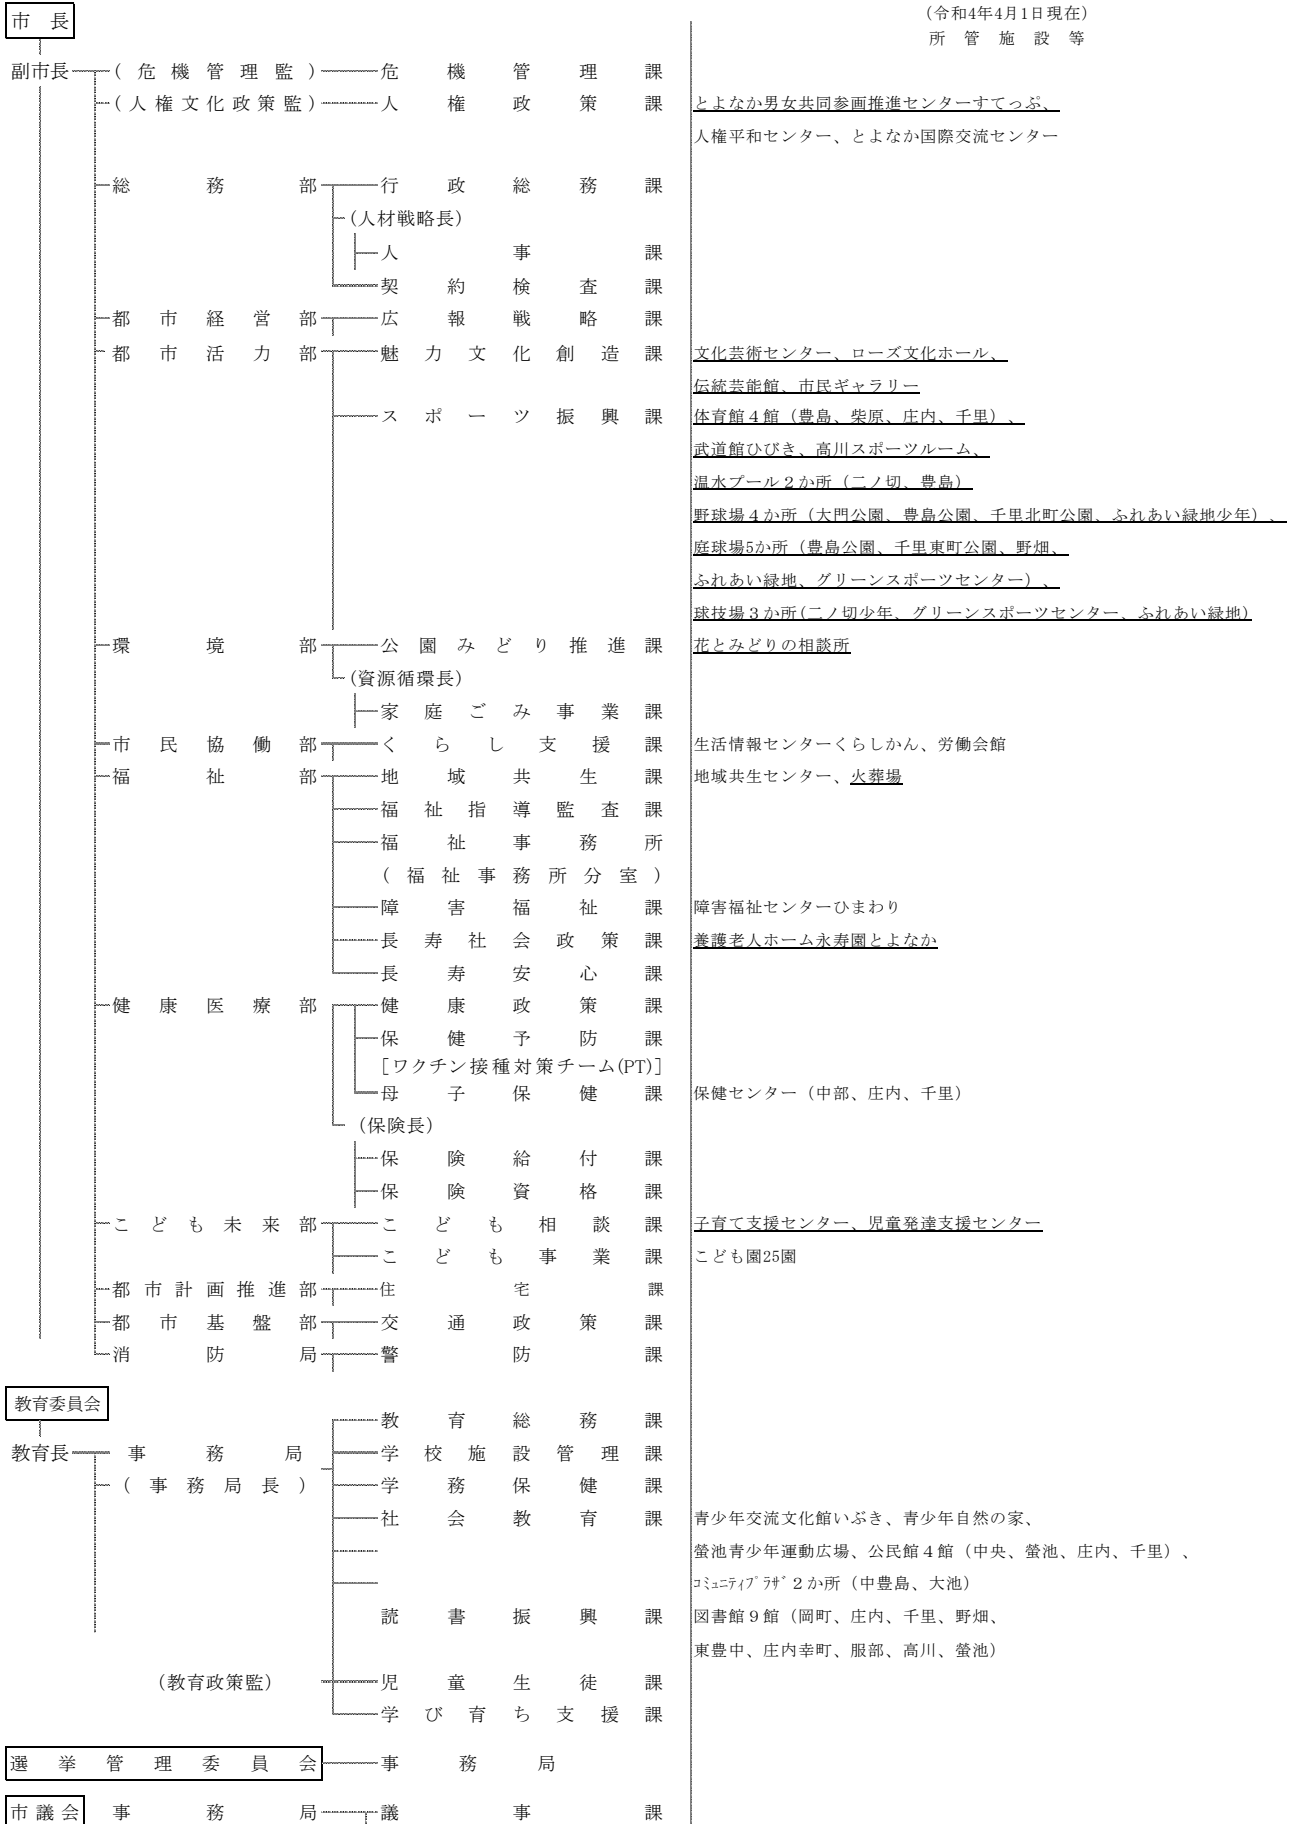 (令和4年4月1日現在)
市長 所管施設等
副市長 (危機管理監) 危機管理課
(人権文化政策監) 人権政策課 とよなか男女共同参画推進センターすてっぷ、
人権平和センター、とよなか国際交流センター
総務部 行政総務課
(人材戦略長)
人事課
契約検査課
都市経営部 広報戦略課
都市活力部 魅力文化創造課 文化芸術センター、ローズ文化ホール、
伝統芸能館、市民ギャラリー
スポーツ振興課 体育館４館（豊島、柴原、庄内、千里）、
武道館ひびき、高川スポーツルーム、
温水プール２か所（二ノ切、豊島）
野球場４か所（大門公園、豊島公園、千里北町公園、ふれあい緑地少年）、
庭球場5か所（豊島公園、千里東町公園、野畑、
ふれあい緑地、グリーンスポーツセンター）、
球技場３か所(二ノ切少年、グリーンスポーツセンター、ふれあい緑地)
環境部 公園みどり推進課 花とみどりの相談所
(資源循環長)
家庭ごみ事業課
市民協働部 くらし支援課 生活情報センターくらしかん、労働会館
福祉部 地域共生課 地域共生センター、火葬場
福祉指導監査課
福祉事務所
(福祉事務所分室)
障害福祉課 障害福祉センターひまわり
長寿社会政策課 養護老人ホーム永寿園とよなか
長寿安心課
健康医療部 健康政策課
保健予防課
[ワクチン接種対策チーム(PT)]
母子保健課 保健センター（中部、庄内、千里）
(保険長)
保険給付課
保険資格課
こども未来部 こども相談課 子育て支援センター、児童発達支援センター
こども事業課 こども園25園
都市計画推進部 住宅課
都市基盤部 交通政策課
消防局 警防課
教育委員会
教育総務課
教育長 事務局 学校施設管理課
(事務局長) 学務保健課
社会教育課 青少年交流文化館いぶき、青少年自然の家、
螢池青少年運動広場、公民館４館（中央、螢池、庄内、千里）、
ｺﾐｭﾆﾃｨﾌﾟﾗｻﾞ２か所（中豊島、大池）
読書振興課 図書館９館（岡町、庄内、千里、野畑、
東豊中、庄内幸町、服部、高川、螢池）
(教育政策監) 児童生徒課
学び育ち支援課
選挙管理委員会 事務局
市議会 事務局 議事課